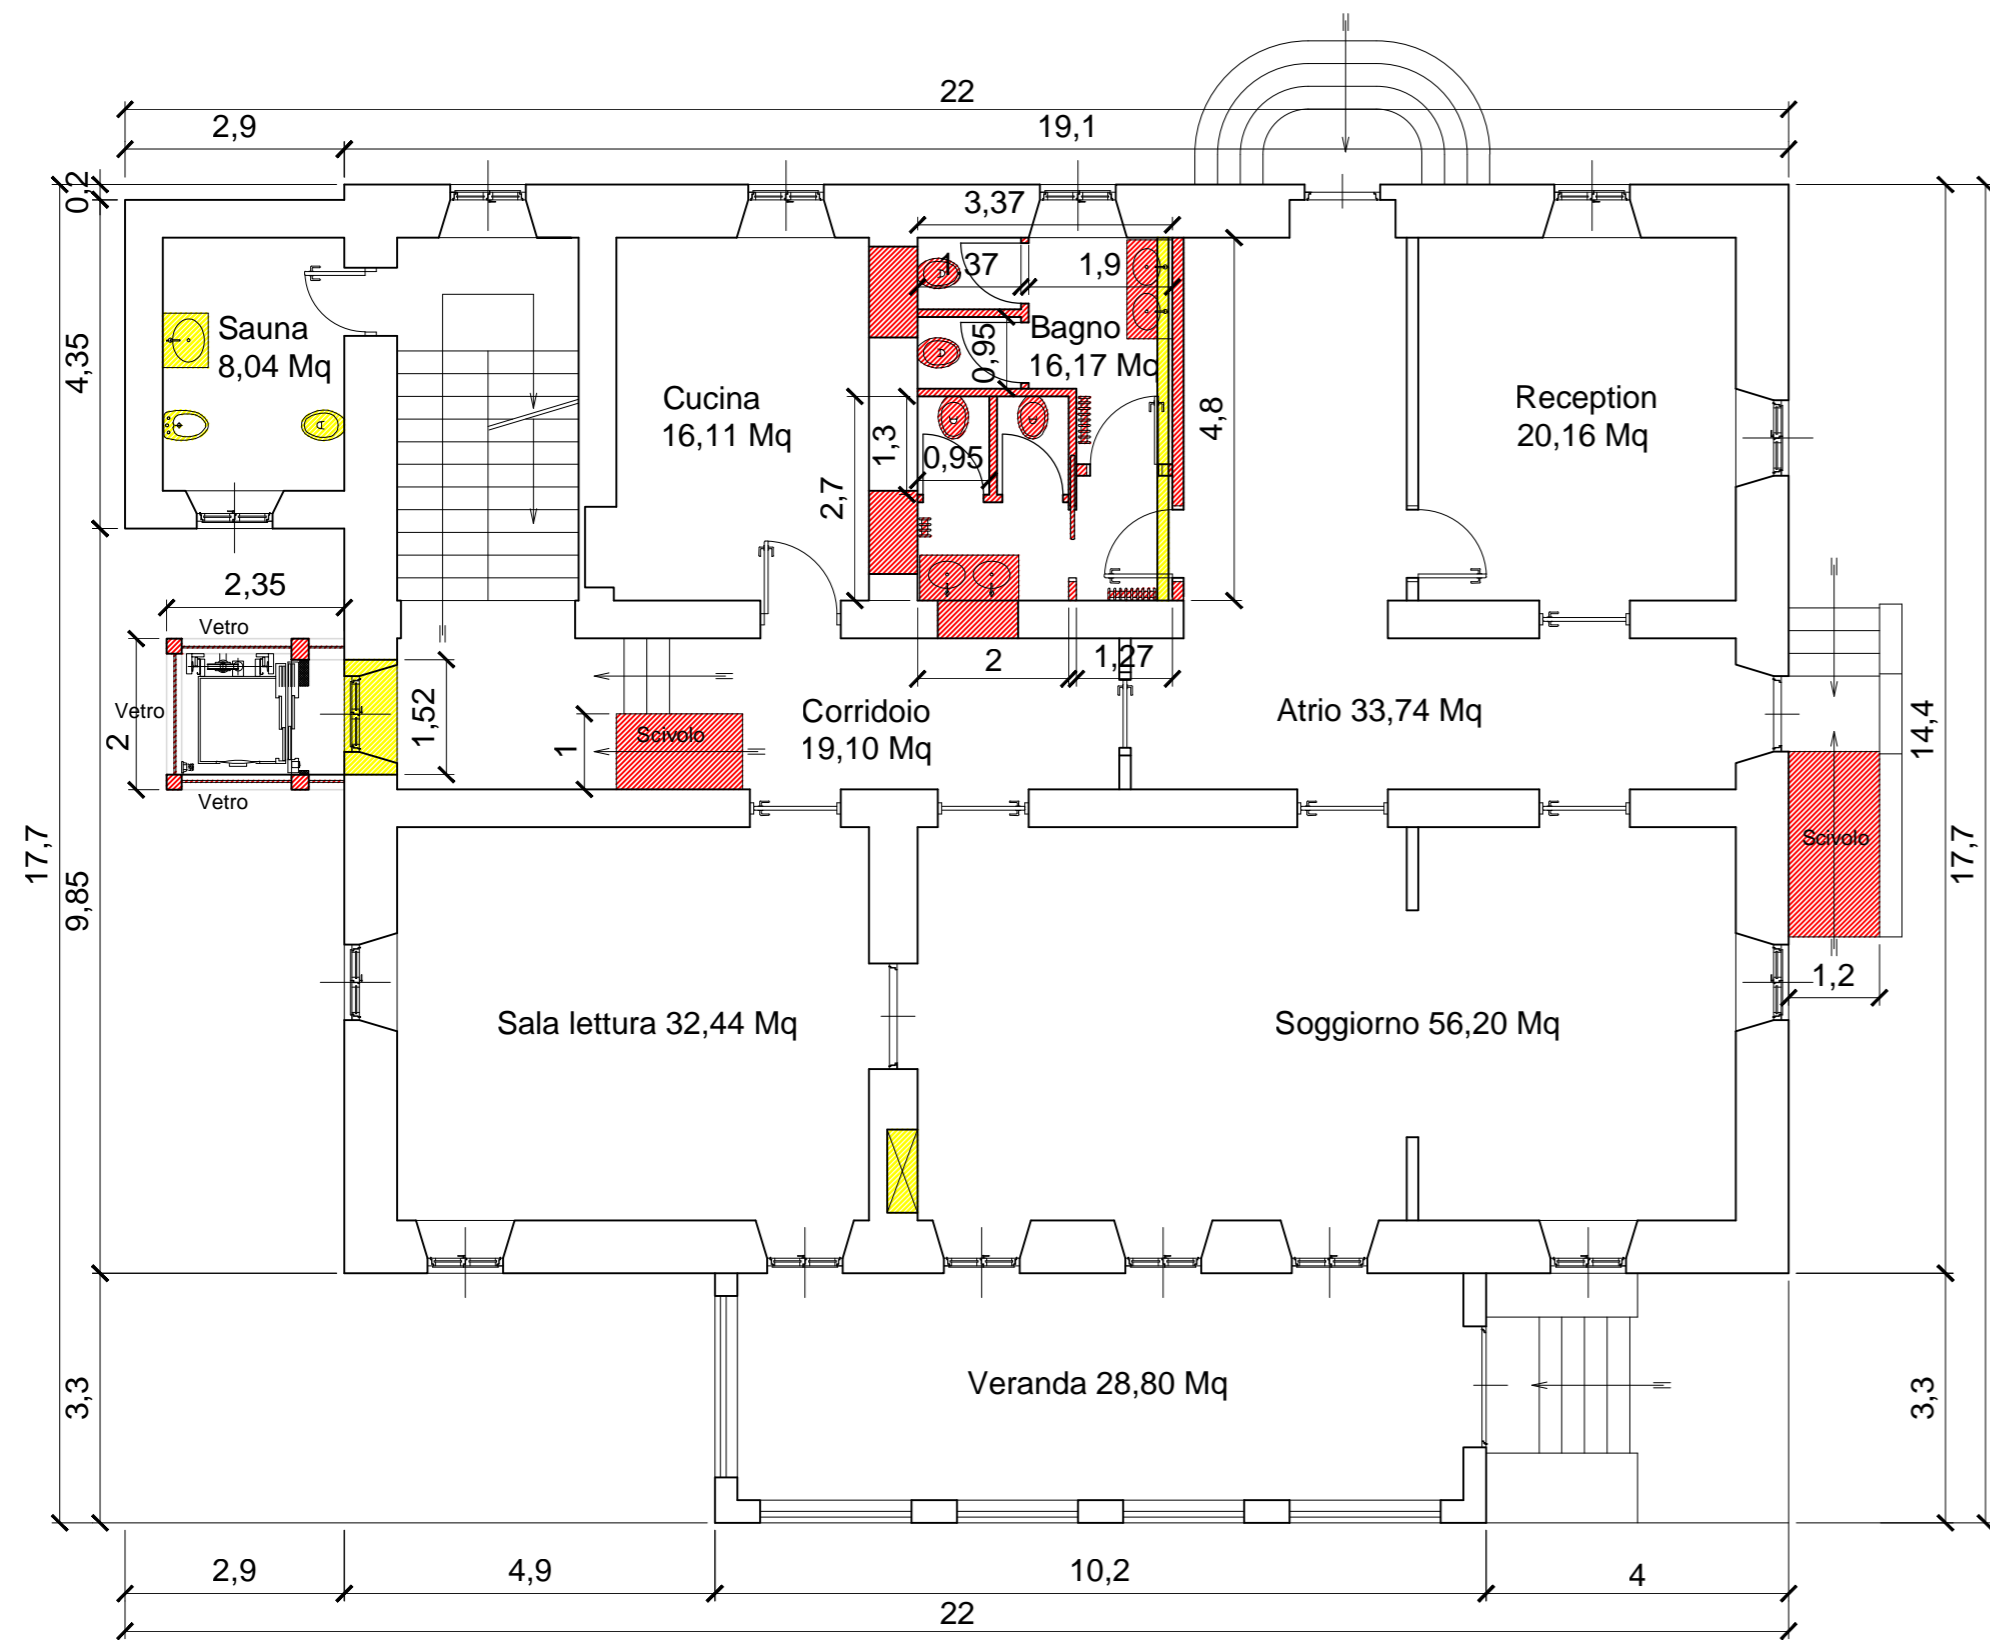 22
2,9
19,1
0,2
3,37
1,37
1,9
Sauna
8,04 Mq
Bagno
16,17 Mq
0,95
4,35
Cucina
16,11 Mq
Reception
20,16 Mq
4,8
1,3
0,95
2,7
2,35
Vetro
2
1,27
1,52
Vetro
2
Corridoio
19,10 Mq
Atrio 33,74 Mq
1
Scivolo
14,4
Vetro
17,7
9,85
Scivolo
17,7
1,2
Sala lettura 32,44 Mq
Soggiorno 56,20 Mq
3,3
Veranda 28,80 Mq
3,3
2,9
4,9
10,2
4
22